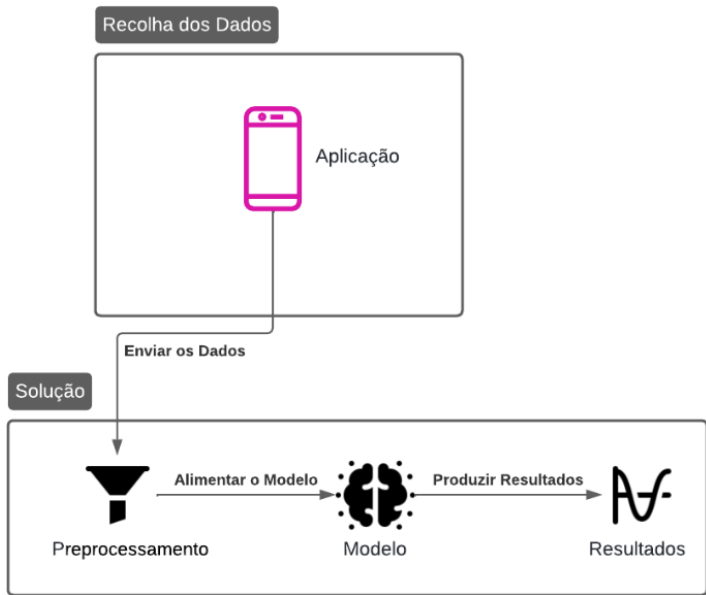 Recolha dos Dados
Aplicação
Enviar os Dados
Solução
Alimentar o Modelo
Produzir Resultados
Preprocessamento
Modelo
Resultados